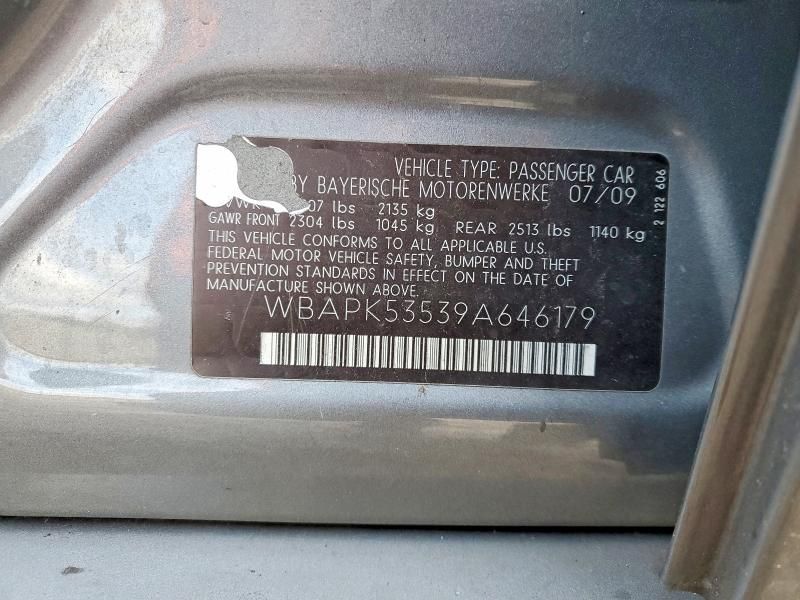 VEHICLE TYPE: PASSENGER CAR
BY BAYERISCHE MOTORENWERKE 07/09
07 lbs 2135 kg
GAWR FRONT 2304 lbs 1045 kg REAR 2513 lbs 1140 kg
THIS VEHICLE CONFORMS TO ALL APPLICABLE U.S.
FEDERAL MOTOR VEHICLE SAFETY, BUMPER AND THEFT
PREVENTION STANDARDS IN EFFECT ON THE DATE OF
MANUFACTURE SHOWN ABOVE.
WBAPK53539A646179
2 122 606